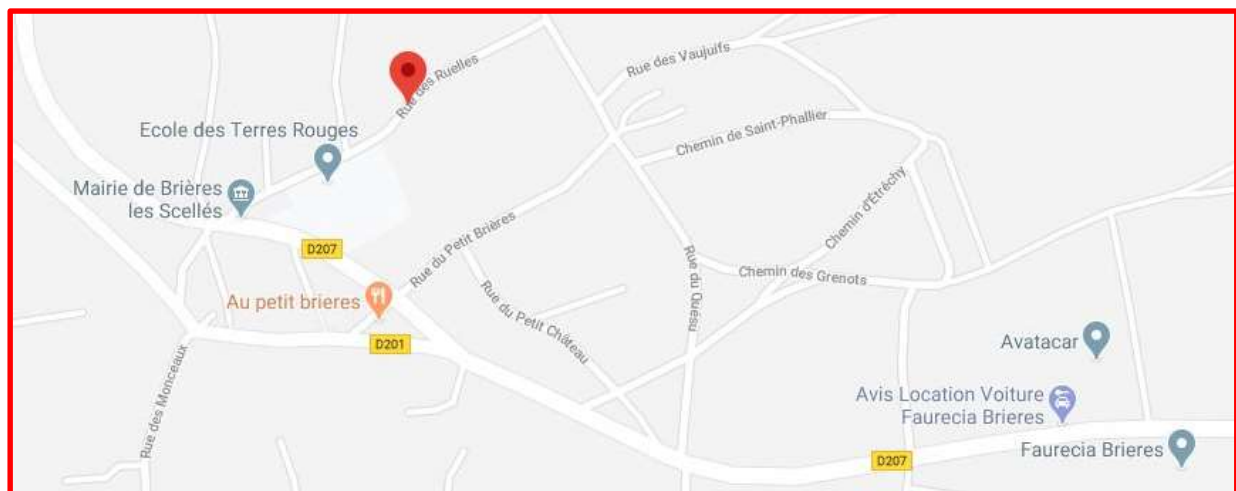 Rue des Vaujuifs
Rue des Ruelles
Ecole des Terres Rouges
Chemin de Saint-Phallier
Mairie de Brières
les Scellés
Chemin d'Étréchy
D207
Rue du Petit Brières
Rue du Quésu
Chemin des Grenots
Au petit brieres
Rue du Petit Château
D201
Avatacar
Rue des Monceaux
Avis Location Voiture
Faurecia Brieres
Faurecia Brieres
D207